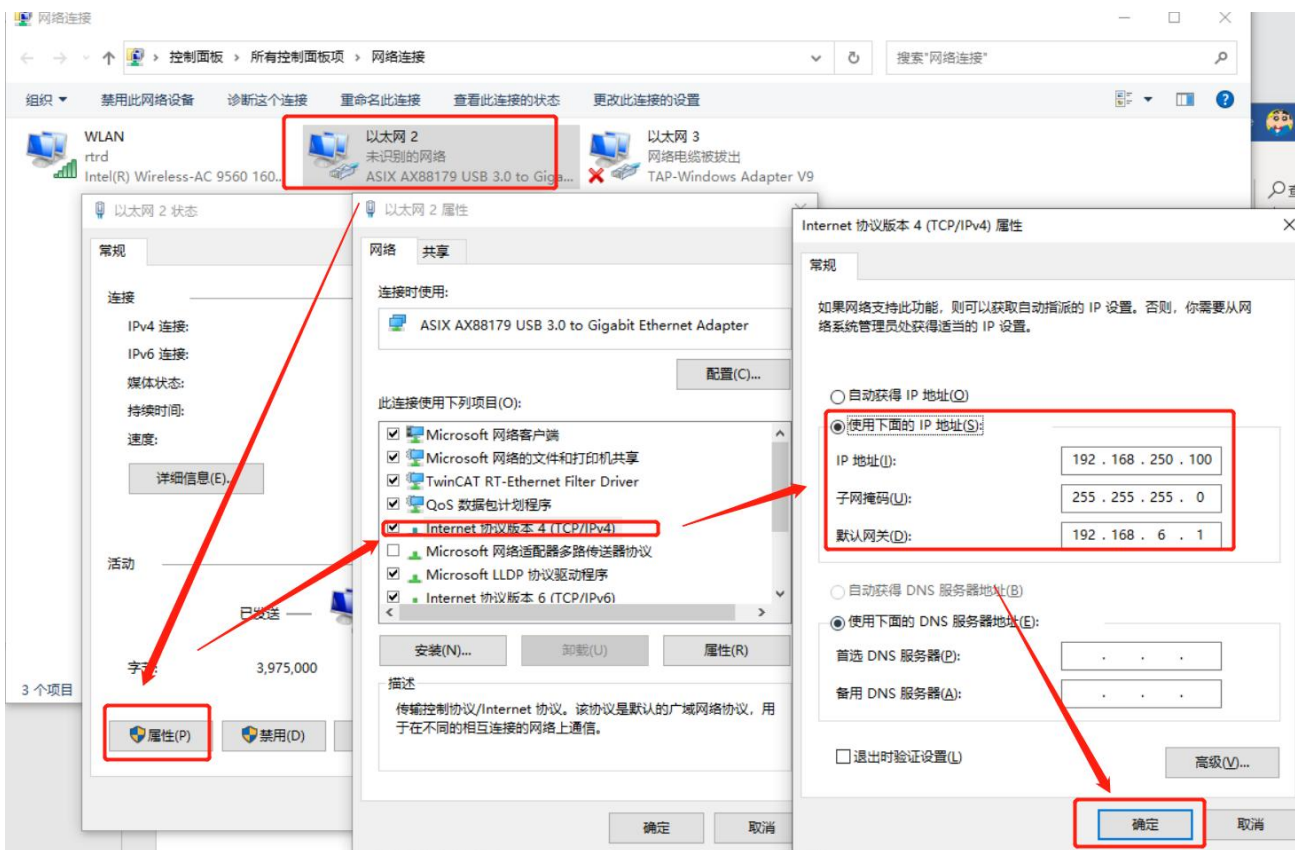 网络连接
控制面板 › 所有控制面板项 › 网络连接
搜索"网络连接"
组织 禁用此网络设备 诊断这个连接 重命名此连接 查看此连接的状态 更改此连接的设置
WLAN
rtrd
Intel(R) Wireless-AC 9560 160...
以太网 2
未识别的网络
ASIX AX88179 USB 3.0 to Giga...
以太网 3
网络电缆被拔出
TAP-Windows Adapter V9
3 个项目
以太网 2 状态
常规
连接
IPv4 连接:
IPv6 连接:
媒体状态:
持续时间:
速度:
详细信息(E)...
活动
已发送
3,975,000
属性(P)
禁用(D)
以太网 2 属性
网络 共享
连接时使用:
ASIX AX88179 USB 3.0 to Gigabit Ethernet Adapter
配置(C)...
此连接使用下列项目(O):
Microsoft 网络客户端
Microsoft 网络的文件和打印机共享
TwinCAT RT-Ethernet Filter Driver
QoS 数据包计划程序
Internet 协议版本 4 (TCP/IPv4)
Microsoft 网络适配器多路传送器协议
Microsoft LLDP 协议驱动程序
Internet 协议版本 6 (TCP/IPv6)
安装(N)... 卸载(U) 属性(R)
描述
传输控制协议/Internet 协议。该协议是默认的广域网络协议，用
于在不同的相互连接的网络上通信。
确定 取消
Internet 协议版本 4 (TCP/IPv4) 属性
常规
如果网络支持此功能，则可以获取自动指派的 IP 设置。否则，你需要从网
络系统管理员处获得适当的 IP 设置。
自动获得 IP 地址(O)
使用下面的 IP 地址(S):
IP 地址(I): 192 . 168 . 250 . 100
子网掩码(U): 255 . 255 . 255 . 0
默认网关(D): 192 . 168 . 6 . 1
自动获得 DNS 服务器地址(B)
使用下面的 DNS 服务器地址(E):
首选 DNS 服务器(P): . . .
备用 DNS 服务器(A): . . .
退出时验证设置(L)
高级(V)...
确定 取消